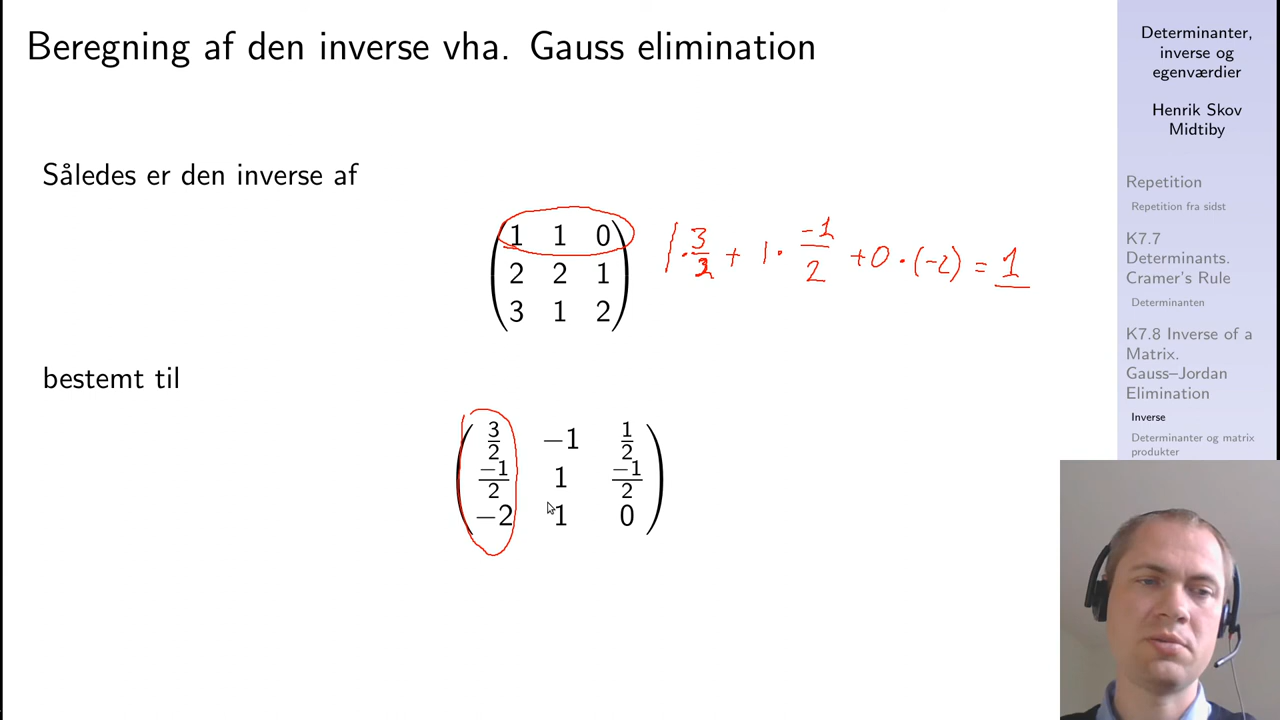 Beregning af den inverse vha. Gauss elimination
Således er den inverse af
1 1 0
2 2 1
3 1 2
1 · 3/2 + 1 · -1/2 + 0 · (-2) = 1
bestemt til
3/2 −1 1/2
−1/2 1 −1/2
−2 1 0
Determinanter,
inverse og
egenværdier
Henrik Skov
Midtiby
Repetition
Repetition fra sidst
K7.7
Determinants.
Cramer's Rule
Determinanten
K7.8 Inverse of a
Matrix.
Gauss–Jordan
Elimination
Inverse
Determinanter og matrix
produkter